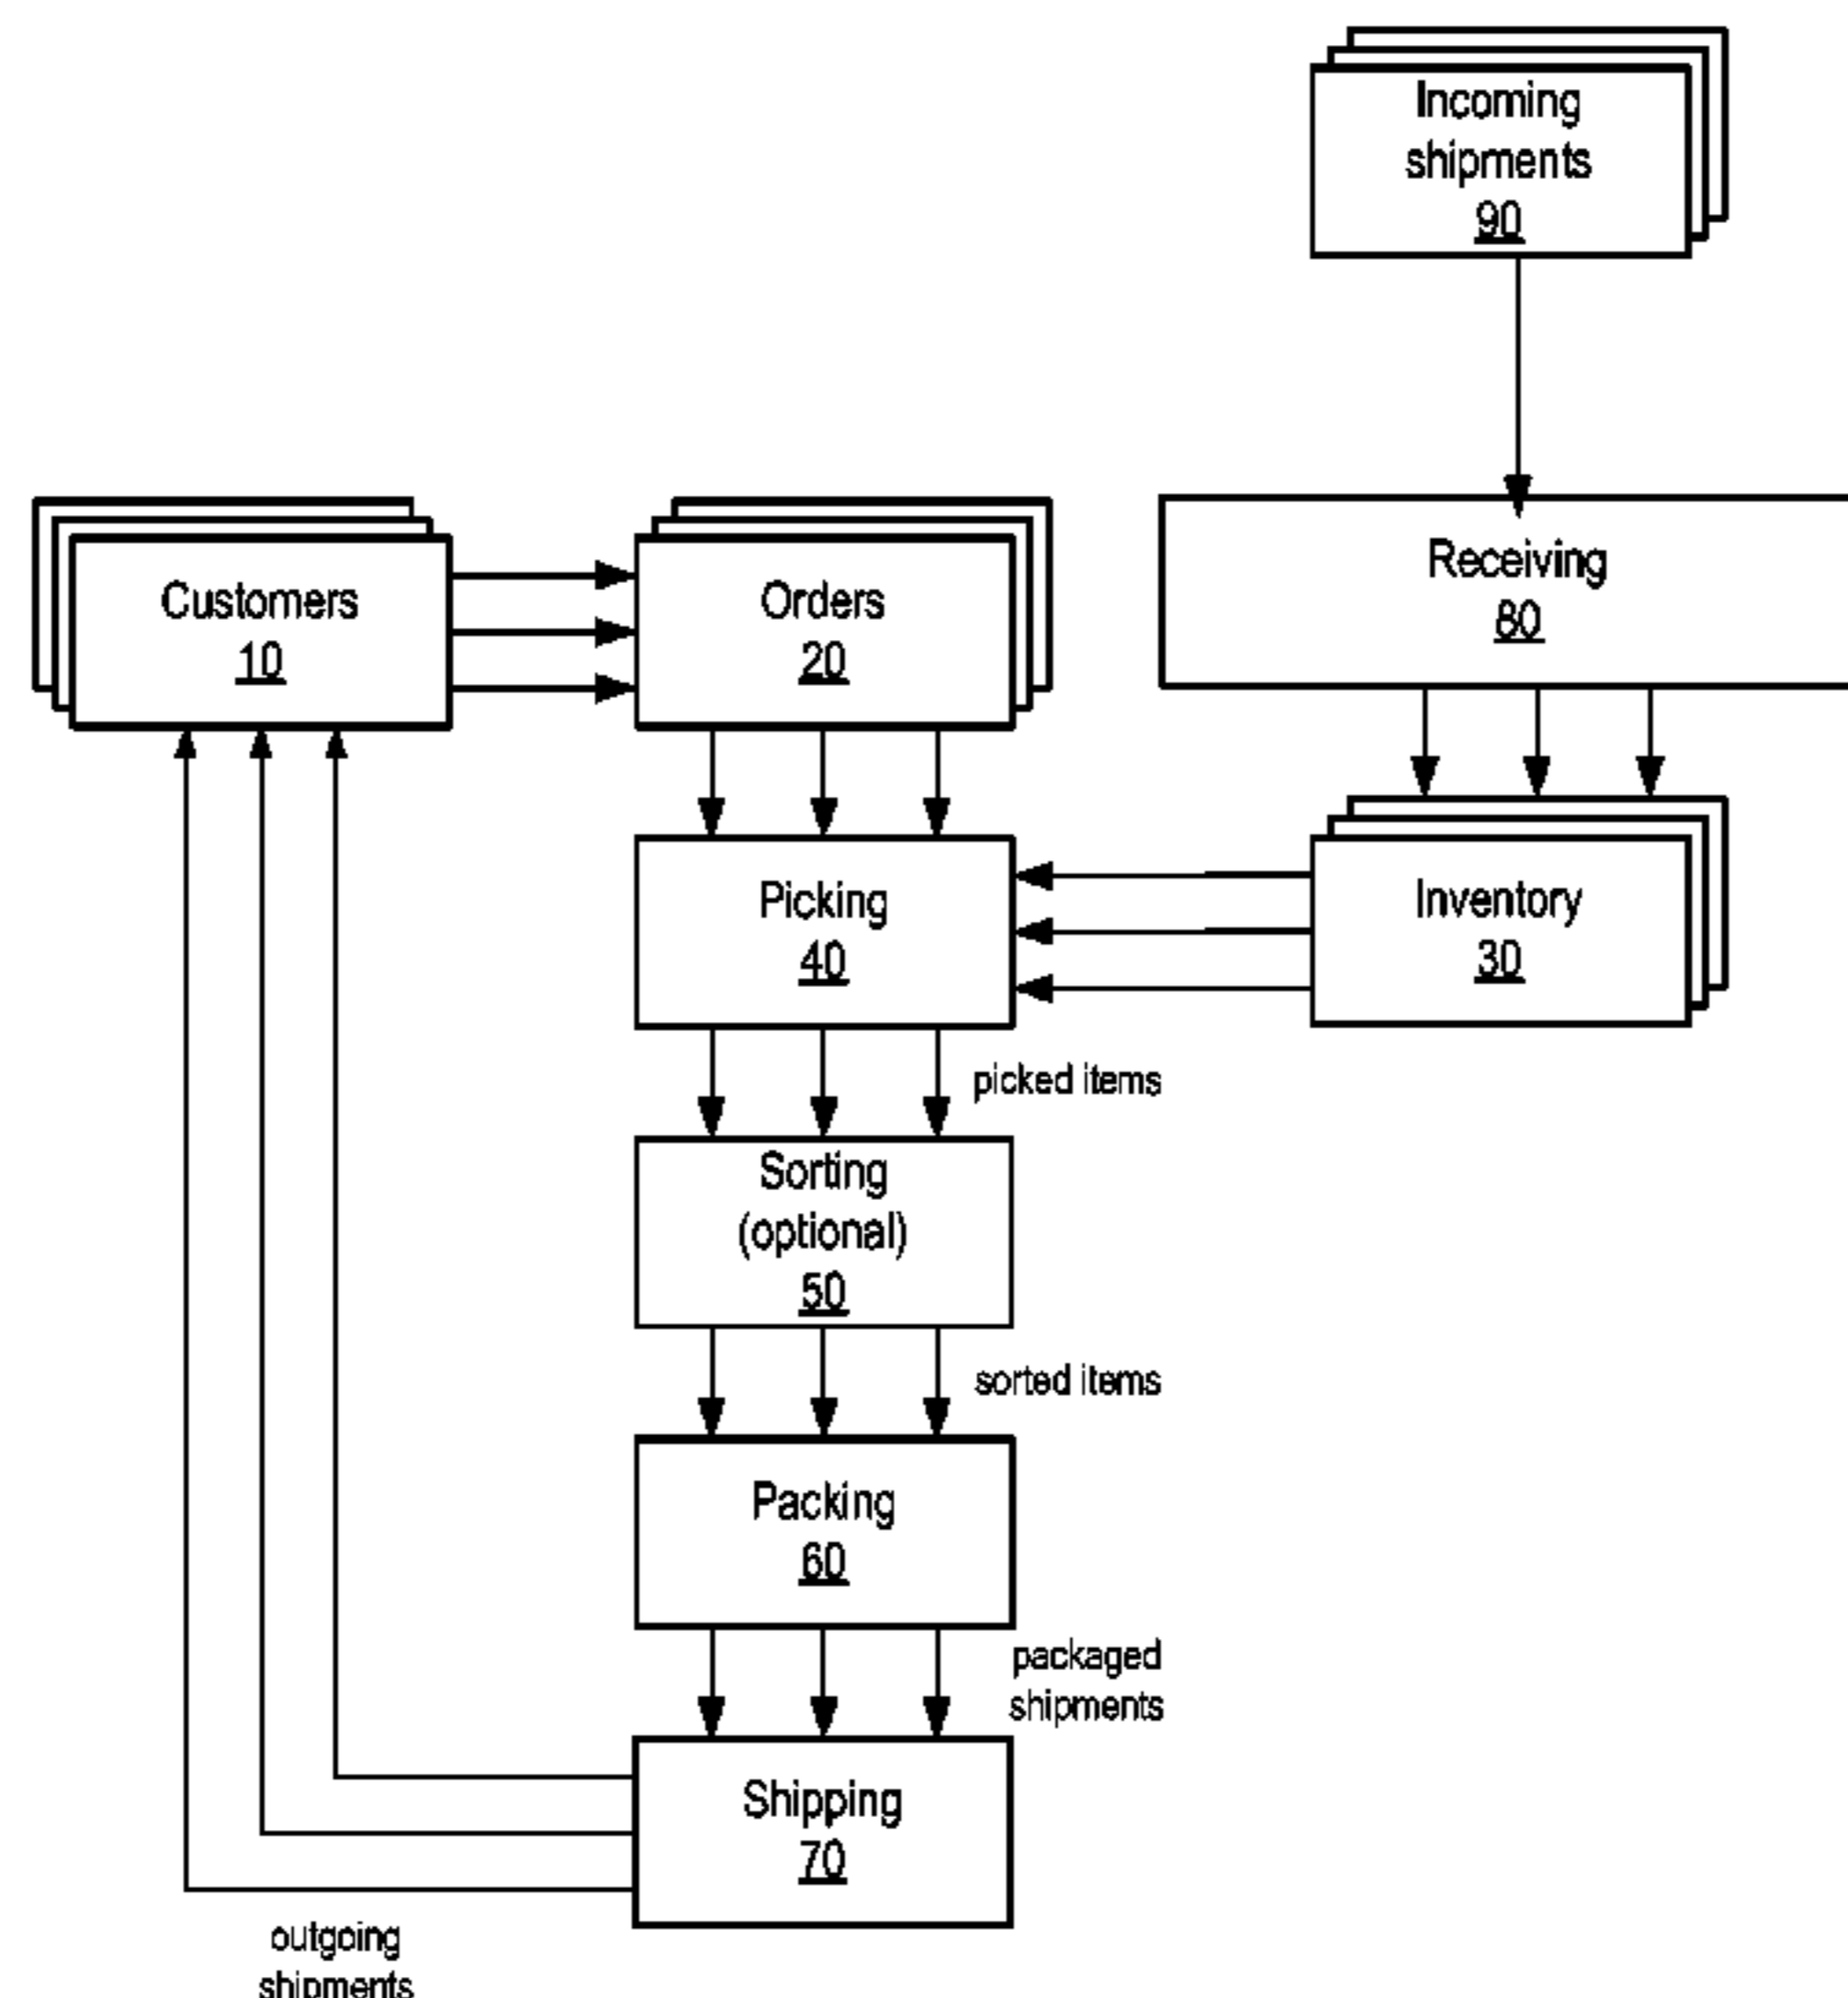 Incoming
shipments
90
Customers
10
Orders
20
Receiving
80
Picking
40
Inventory
30
picked items
Sorting
(optional)
50
sorted items
Packing
60
packaged
shipments
Shipping
70
outgoing
shipments